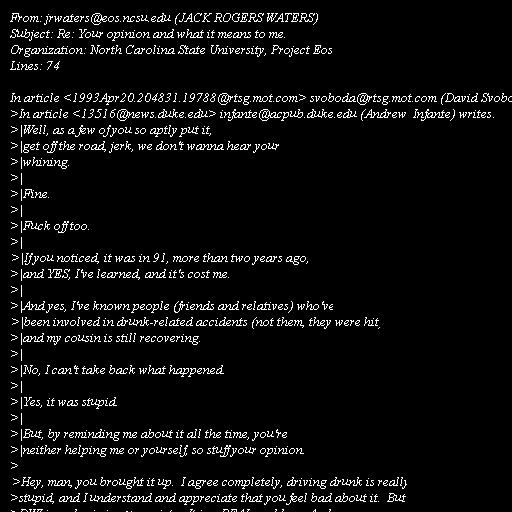 From: jrwaters@eos.ncsu.edu (JACK ROGERS WATERS)
Subject: Re: Your opinion and what it means to me.
Organization: North Carolina State University, Project Eos
Lines: 74

In article <1993Apr20.204831.19788@rtsg.mot.com> svoboda@rtsg.mot.com (David Svobo
>In article <13516@news.duke.edu> infante@acpub.duke.edu (Andrew Infante) writes:
>|Well, as a few of you so aptly put it,
>|get off the road, jerk, we don't wanna hear your
>|whining.
>|
>|Fine.
>|
>|Fuck off too.
>|
>|If you noticed, it was in 91, more than two years ago,
>|and YES, I've learned, and it's cost me.
>|
>|And yes, I've known people (friends and relatives) who've
>|been involved in drunk-related accidents (not them, they were hit)
>|and my cousin is still recovering.
>|
>|No, I can't take back what happened.
>|
>|Yes, it was stupid.
>|
>|But, by reminding me about it all the time, you're
>|neither helping me or yourself, so stuff your opinion.
>
>Hey, man, you brought it up.  I agree completely, driving drunk is really
>stupid, and I understand and appreciate that you feel bad about it.  But